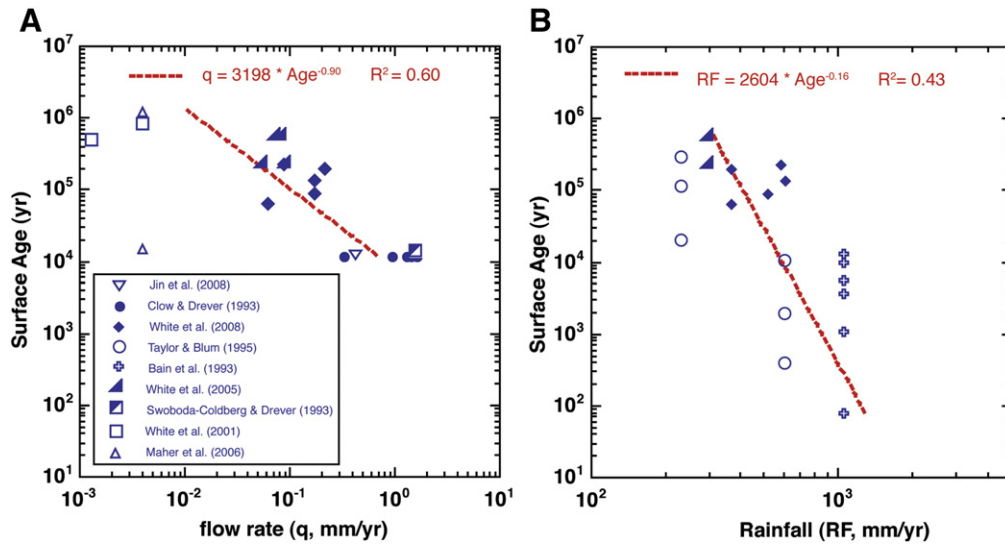 A
10^7
q = 3198 * Age^-0.90 R^2 = 0.60
10^6
10^5
10^4
10^3
10^2
10^1
Surface Age (yr)
Jin et al. (2008)
Clow & Drever (1993)
White et al. (2008)
Taylor & Blum (1995)
Bain et al. (1993)
White et al. (2005)
Swoboda-Coldberg & Drever (1993)
White et al. (2001)
Maher et al. (2006)
10^-3 10^-2 10^-1 10^0 10^1
flow rate (q, mm/yr)
B
10^7
RF = 2604 * Age^-0.16 R^2= 0.43
10^6
10^5
10^4
10^3
10^2
10^1
Surface Age (yr)
10^2 10^3
Rainfall (RF, mm/yr)